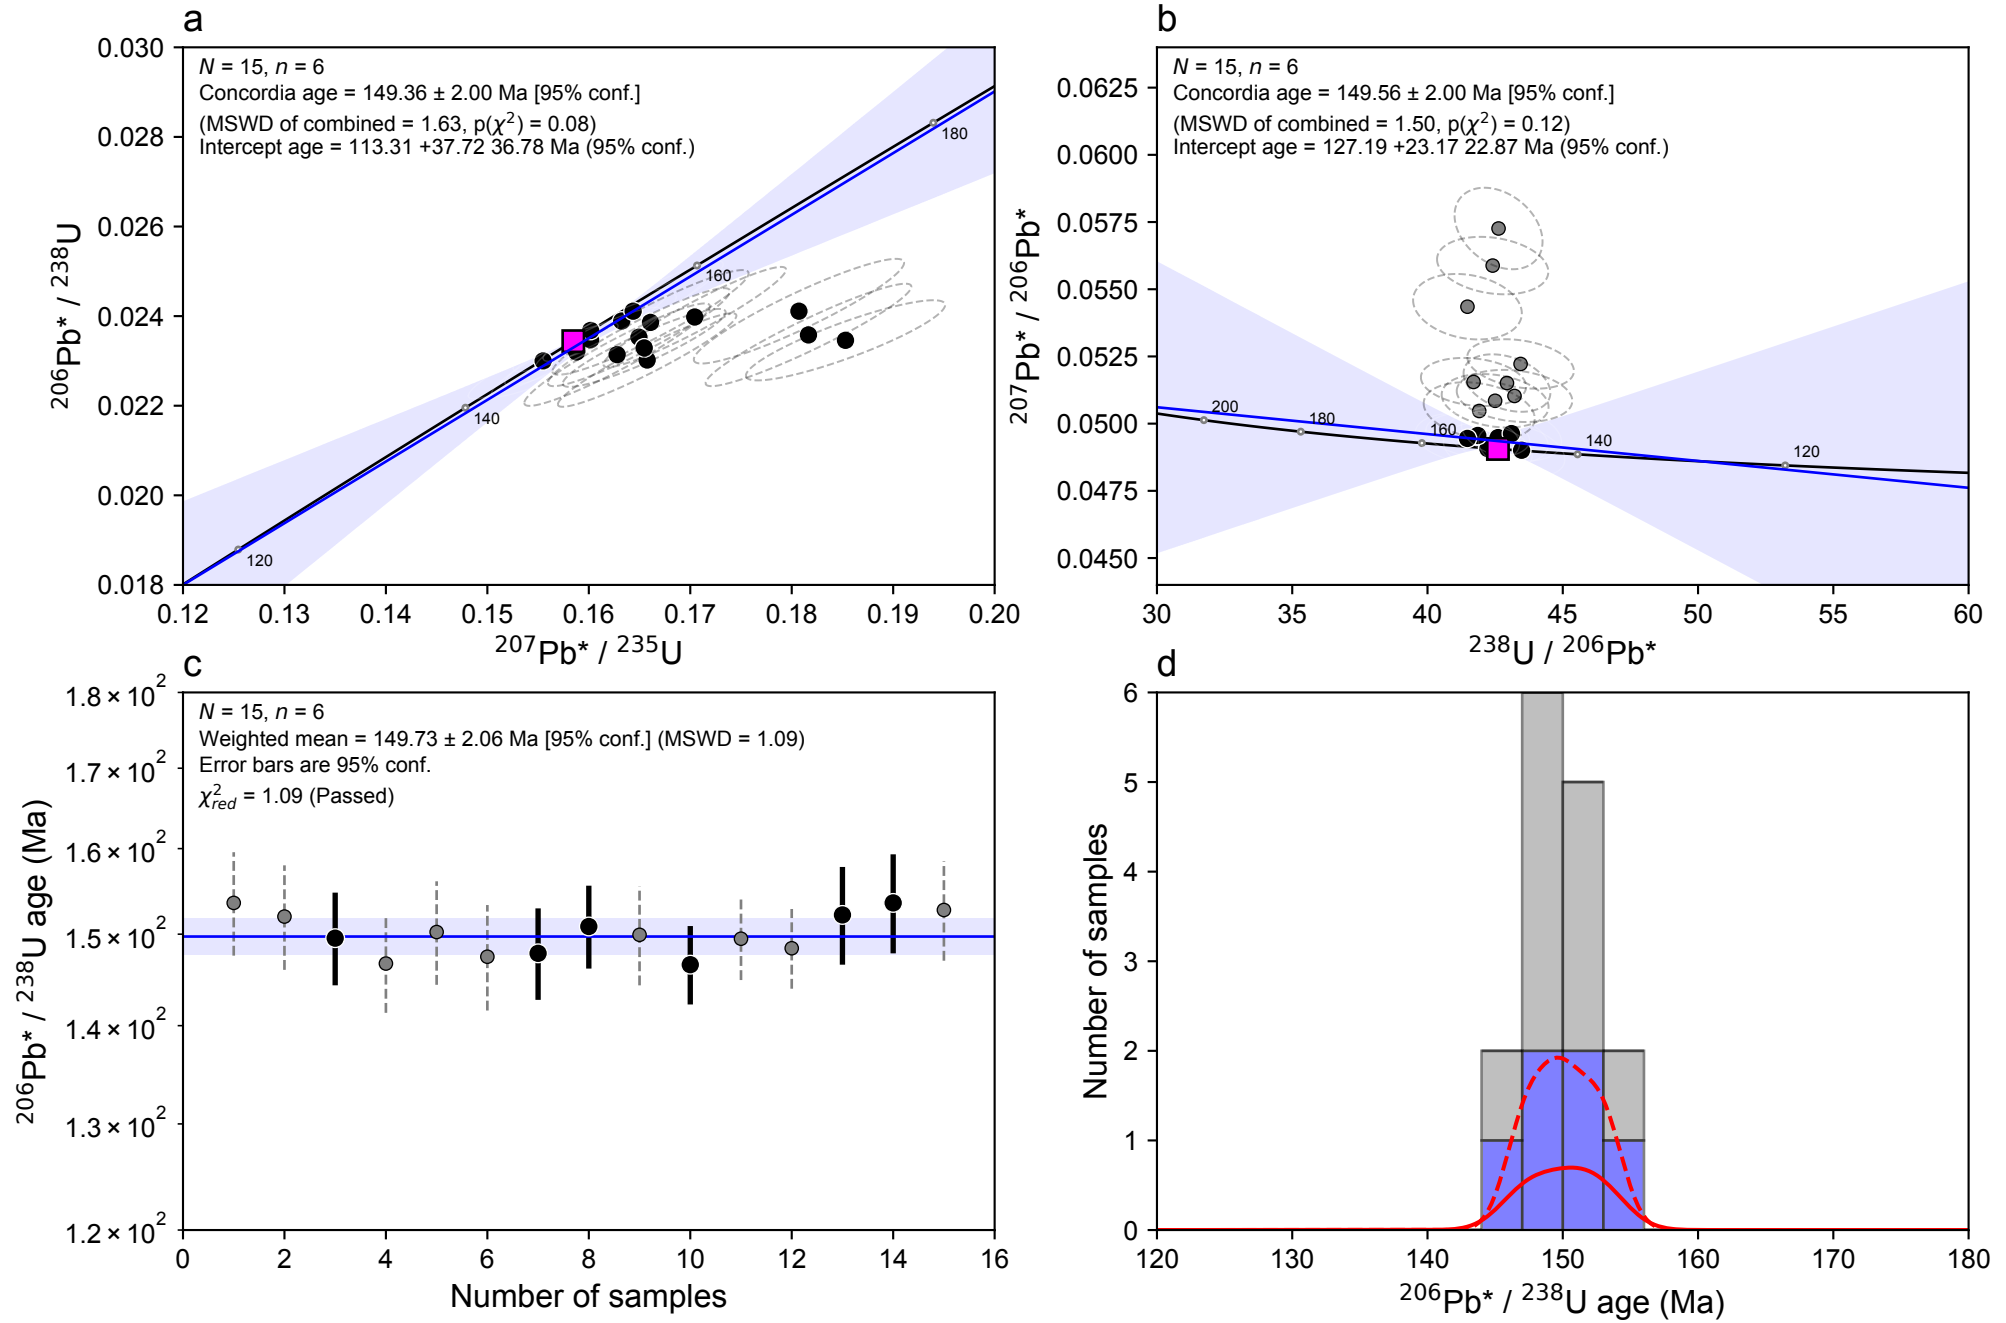 a
N = 15, n = 6
Concordia age = 149.36 ± 2.00 Ma [95% conf.]
(MSWD of combined = 1.63, p(χ²) = 0.08)
Intercept age = 113.31 +37.72 36.78 Ma (95% conf.)
0.030
0.028
0.026
0.024
0.022
0.020
0.018
²⁰⁶Pb* / ²³⁸U
180
160
140
120
0.12 0.13 0.14 0.15 0.16 0.17 0.18 0.19 0.20
²⁰⁷Pb* / ²³⁵U
b
N = 15, n = 6
Concordia age = 149.56 ± 2.00 Ma [95% conf.]
(MSWD of combined = 1.50, p(χ²) = 0.12)
Intercept age = 127.19 +23.17 22.87 Ma (95% conf.)
0.0625
0.0600
0.0575
0.0550
0.0525
0.0500
0.0475
0.0450
²⁰⁷Pb* / ²⁰⁶Pb*
200 180 160 140 120
30 35 40 45 50 55 60
²³⁸U / ²⁰⁶Pb*
c
N = 15, n = 6
Weighted mean = 149.73 ± 2.06 Ma [95% conf.] (MSWD = 1.09)
Error bars are 95% conf.
χ²red = 1.09 (Passed)
1.8 × 10²
1.7 × 10²
1.6 × 10²
1.5 × 10²
1.4 × 10²
1.3 × 10²
1.2 × 10²
²⁰⁶Pb* / ²³⁸U age (Ma)
0 2 4 6 8 10 12 14 16
Number of samples
d
6
5
4
3
2
1
0
Number of samples
120 130 140 150 160 170 180
²⁰⁶Pb* / ²³⁸U age (Ma)